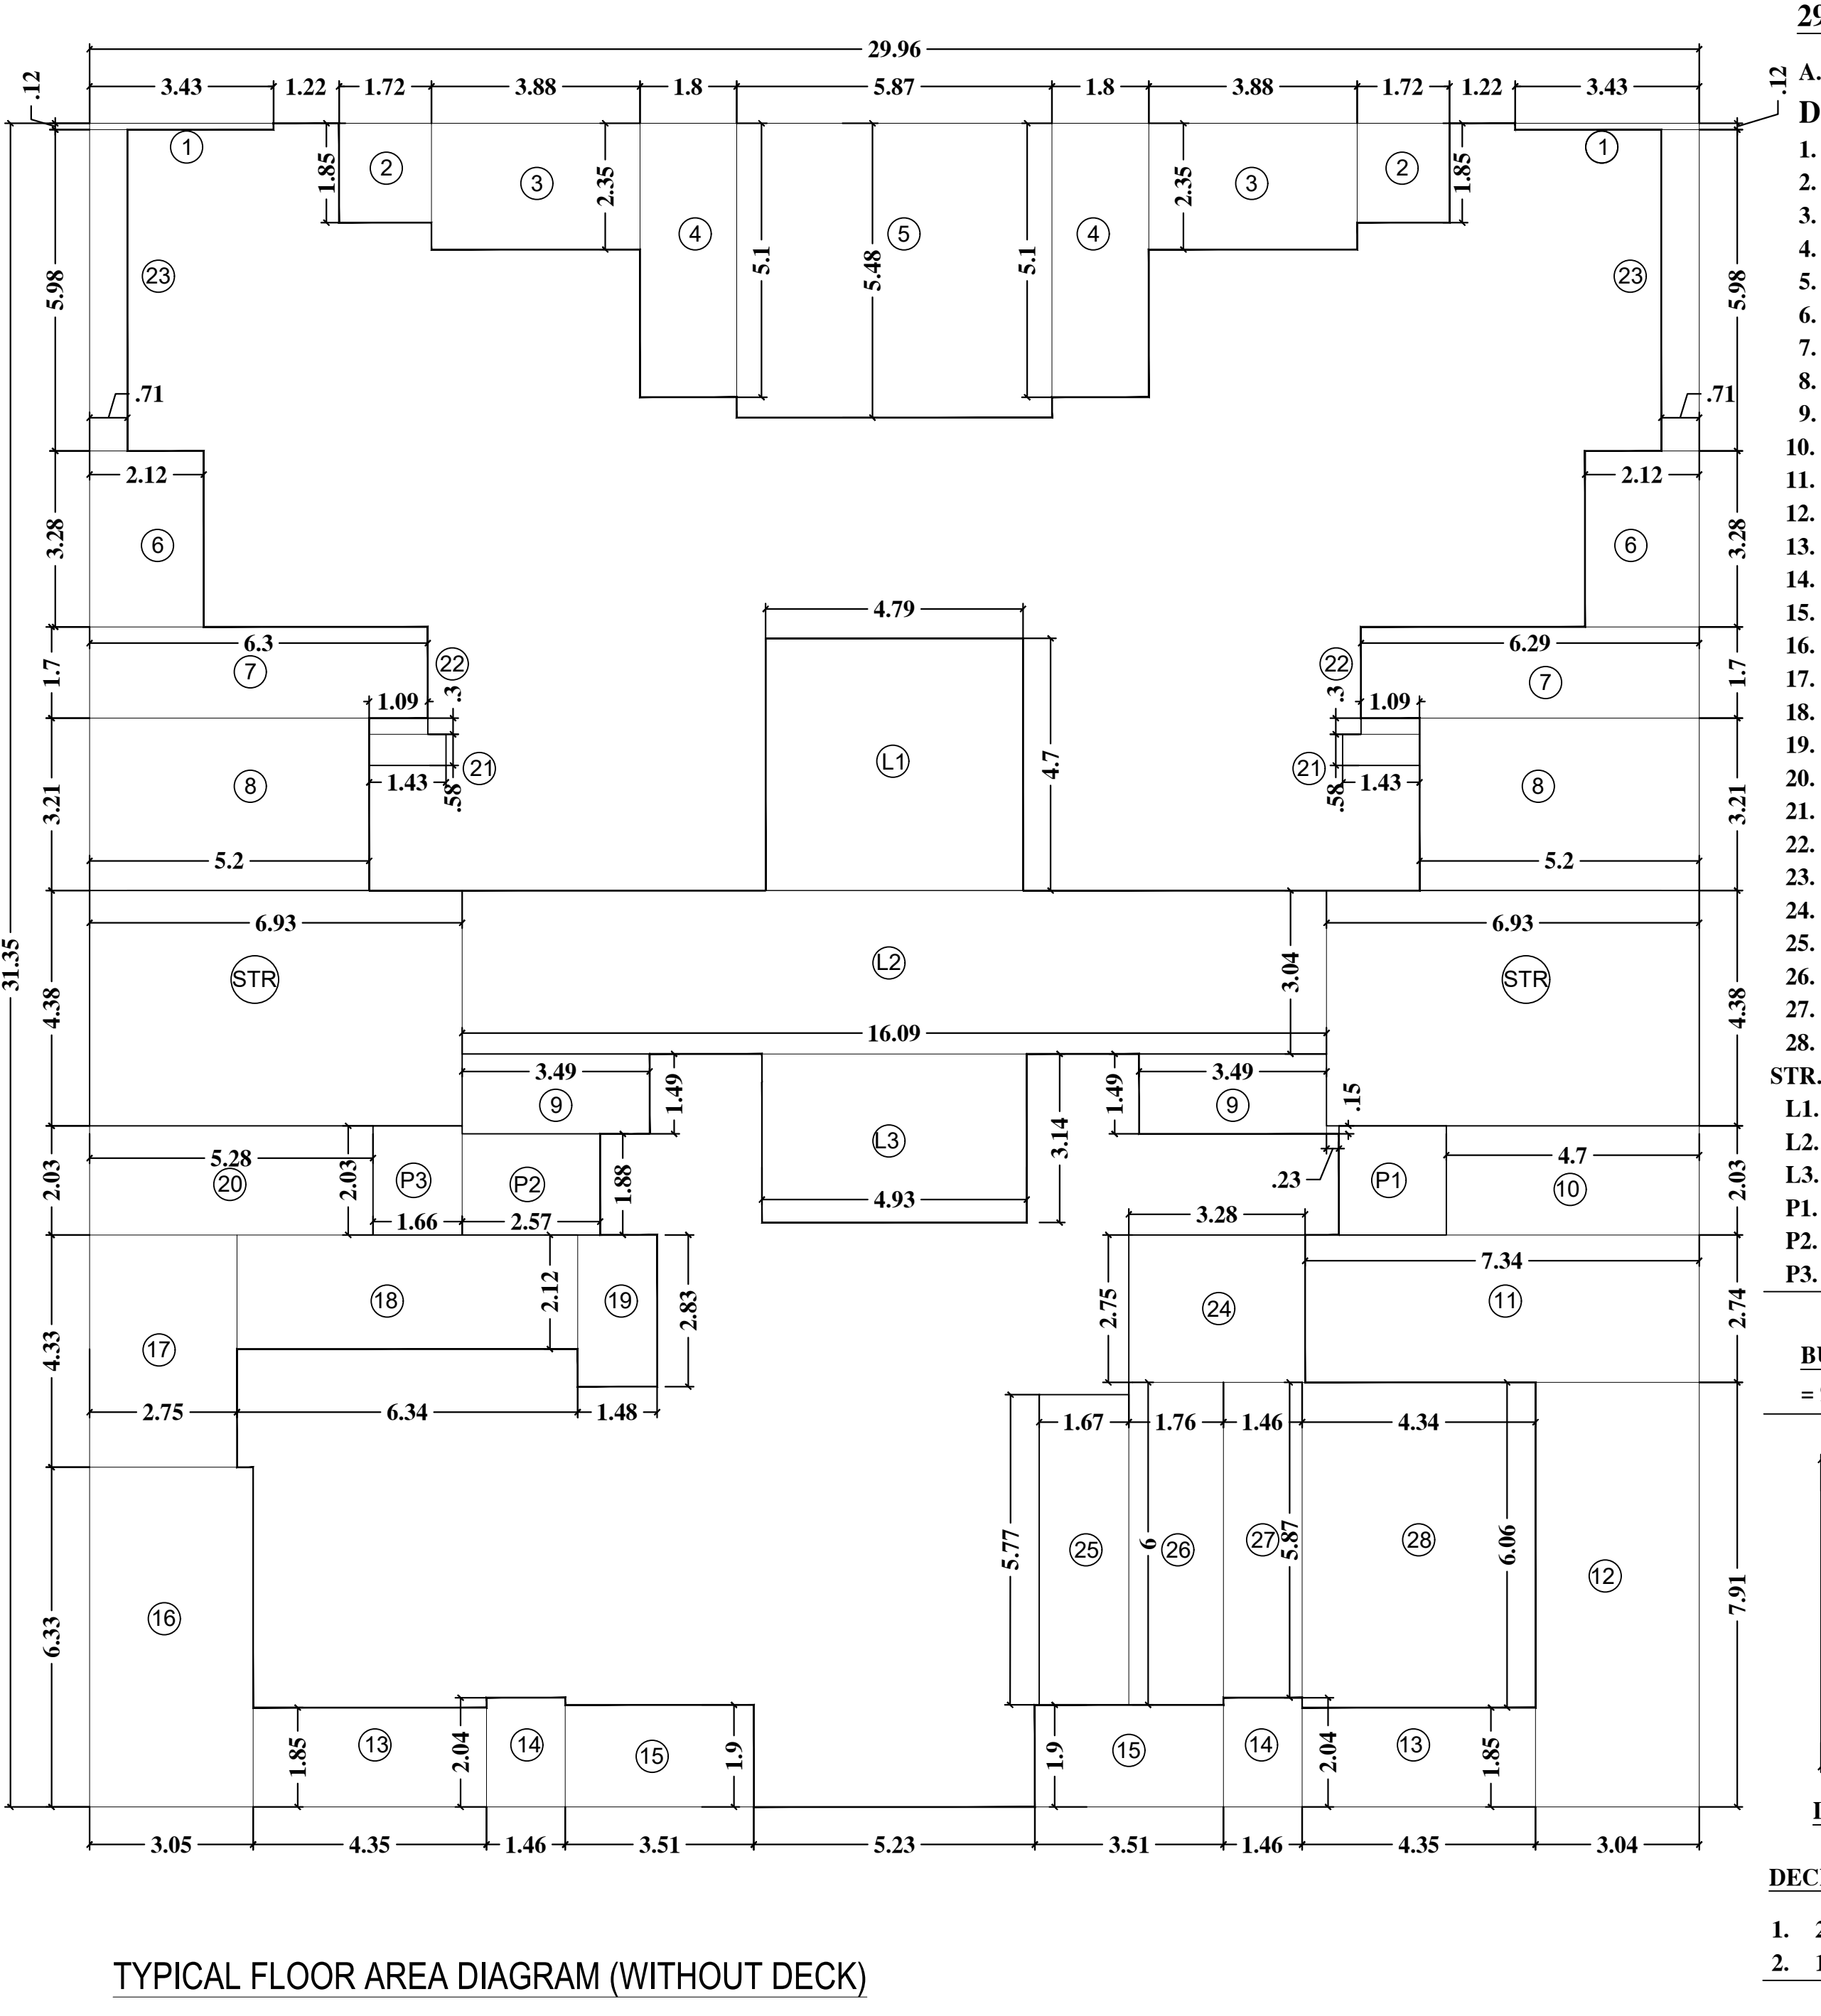 29
29.96
.12
3.43 1.22 1.72 3.88 1.8 5.87 1.8 3.88 1.72 1.22 3.43
.12
A.
D
1 1
1.85 2 3 2.35 4 5 4 2.35 3 2 1.85
5.1 5.48 5.1
5.98 23 23 5.98
.71 .71
2.12 2.12
3.28 6 6 3.28
4.79
6.3 6.29
1.7 7 22 22 7 1.7
.3 .3
1.09 1.09
L1 4.7
21 21
3.21 8 1.43 .58 .58 1.43 8 3.21
5.2 5.2
6.93 6.93
31.35
STR L2 3.04 STR
4.38 4.38
16.09
3.49 1.49 1.49 3.49 .15
9 9
L3 3.14
5.28 4.7
2.03 20 2.03 P3 P2 1.88 .23 P1 10 2.03
1.66 2.57 4.93 3.28
7.34
18 2.12 19 2.83 2.75 24 11 2.74
4.33 17
2.75 6.34 1.48 1.67 1.76 1.46 4.34
5.77 25 6 26 27 5.87 28 6.06
12 7.91
6.33 16
1.85 13 2.04 14 15 1.9 1.9 15 14 2.04 13 1.85
3.05 4.35 1.46 3.51 5.23 3.51 1.46 4.35 3.04
TYPICAL FLOOR AREA DIAGRAM (WITHOUT DECK)
1.
2.
3.
4.
5.
6.
7.
8.
9.
10.
11.
12.
13.
14.
15.
16.
17.
18.
19.
20.
21.
22.
23.
24.
25.
26.
27.
28.
STR.
L1.
L2.
L3.
P1.
P2.
P3.
=
1.
2.